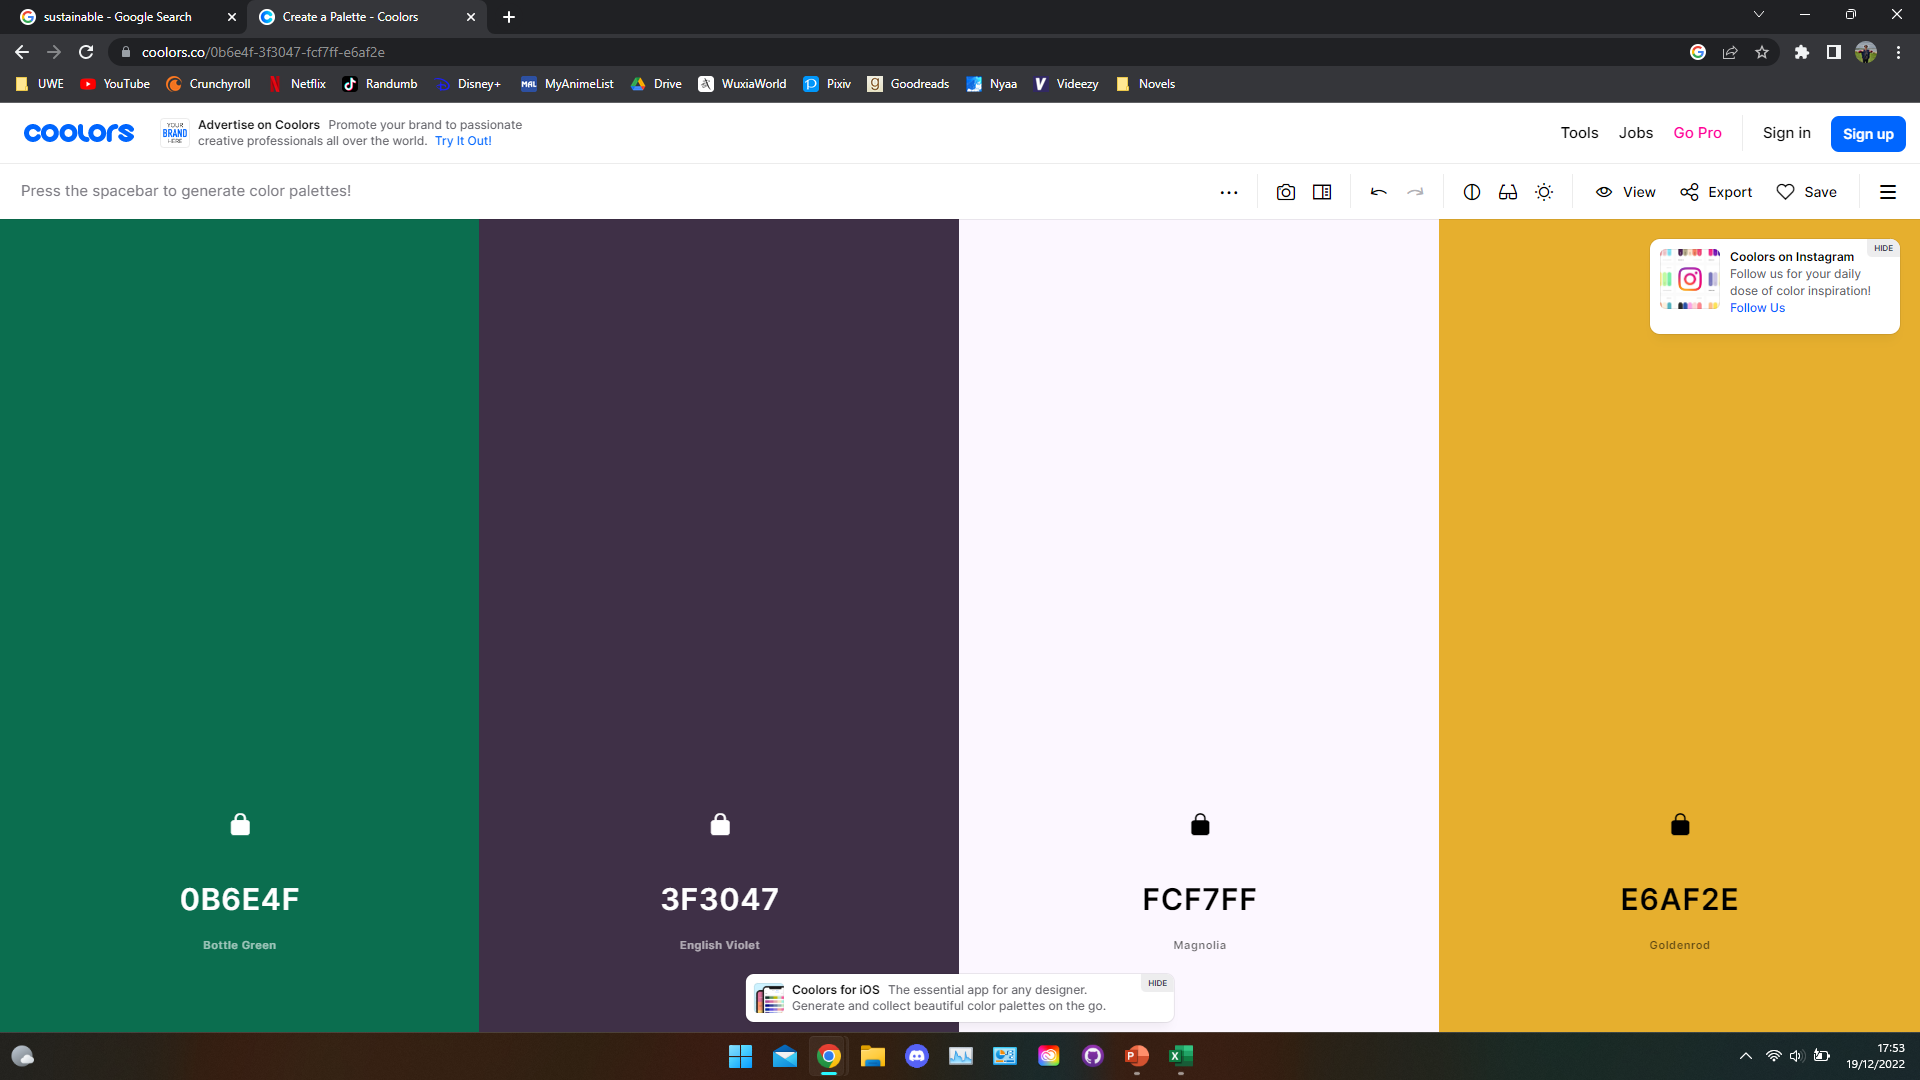 sustainable - Google Search
Create a Palette - Coolors
coolors.co/0b6e4f-3f3047-fcf7ff-e6af2e
UWE YouTube Crunchyroll Netflix Randumb Disney+ MyAnimeList Drive WuxiaWorld Pixiv Goodreads Nyaa Videezy Novels
coolors
YOUR
BRAND
HERE
Advertise on Coolors Promote your brand to passionate
creative professionals all over the world. Try It Out!
Tools Jobs Go Pro Sign in Sign up
Press the spacebar to generate color palettes!
View Export Save
HIDE
Coolors on Instagram
Follow us for your daily
dose of color inspiration!
Follow Us
0B6E4F 3F3047 FCF7FF E6AF2E
Bottle Green English Violet Magnolia Goldenrod
HIDE
Coolors for iOS The essential app for any designer.
Generate and collect beautiful color palettes on the go.
17:53
19/12/2022